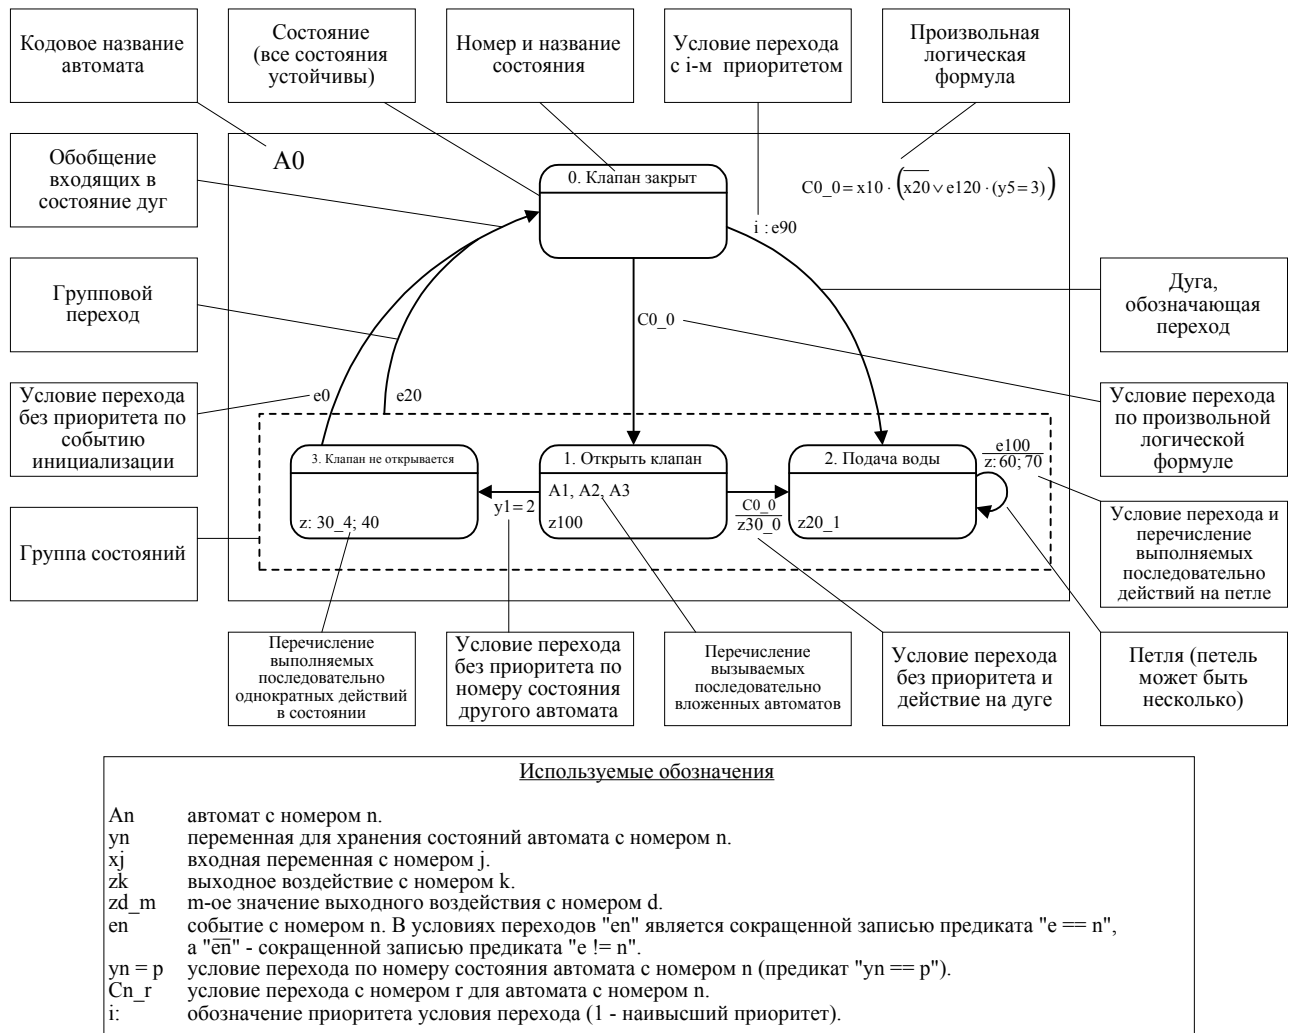 Кодовое название
автомата
Состояние
(все состояния
устойчивы)
Номер и название
состояния
Условие перехода
с i-м приоритетом
Произвольная
логическая
формула
Обобщение
входящих в
состояние дуг
A0
0. Клапан закрыт
C0_0 = x10 · (x̅2̅0̅ ∨ e120 · (y5=3))
i : e90
Групповой
переход
C0_0
Дуга,
обозначающая
переход
Условие перехода
без приоритета по
событию
инициализации
e0
e20
Условие перехода
по произвольной
логической
формуле
3. Клапан не открывается
z: 30_4; 40
y1=2
1. Открыть клапан
A1, A2, A3
z100
C0_0
z30_0
2. Подача воды
z20_1
e100
z: 60; 70
Группа состояний
Условие перехода и
перечисление
выполняемых
последовательно
действий на петле
Перечисление
выполняемых
последовательно
однократных действий
в состоянии
Условие перехода
без приоритета по
номеру состояния
другого автомата
Перечисление
вызываемых
последовательно
вложенных автоматов
Условие перехода
без приоритета и
действие на дуге
Петля (петель
может быть
несколько)
Используемые обозначения
An автомат с номером n.
yn переменная для хранения состояний автомата с номером n.
xj входная переменная с номером j.
zk выходное воздействие с номером k.
zd_m m-ое значение выходного воздействия с номером d.
en событие с номером n. В условиях переходов "en" является сокращенной записью предиката "e == n",
а "e̅n̅" - сокращенной записью предиката "e != n".
yn = p условие перехода по номеру состояния автомата с номером n (предикат "yn == p").
Cn_r условие перехода с номером r для автомата с номером n.
i: обозначение приоритета условия перехода (1 - наивысший приоритет).